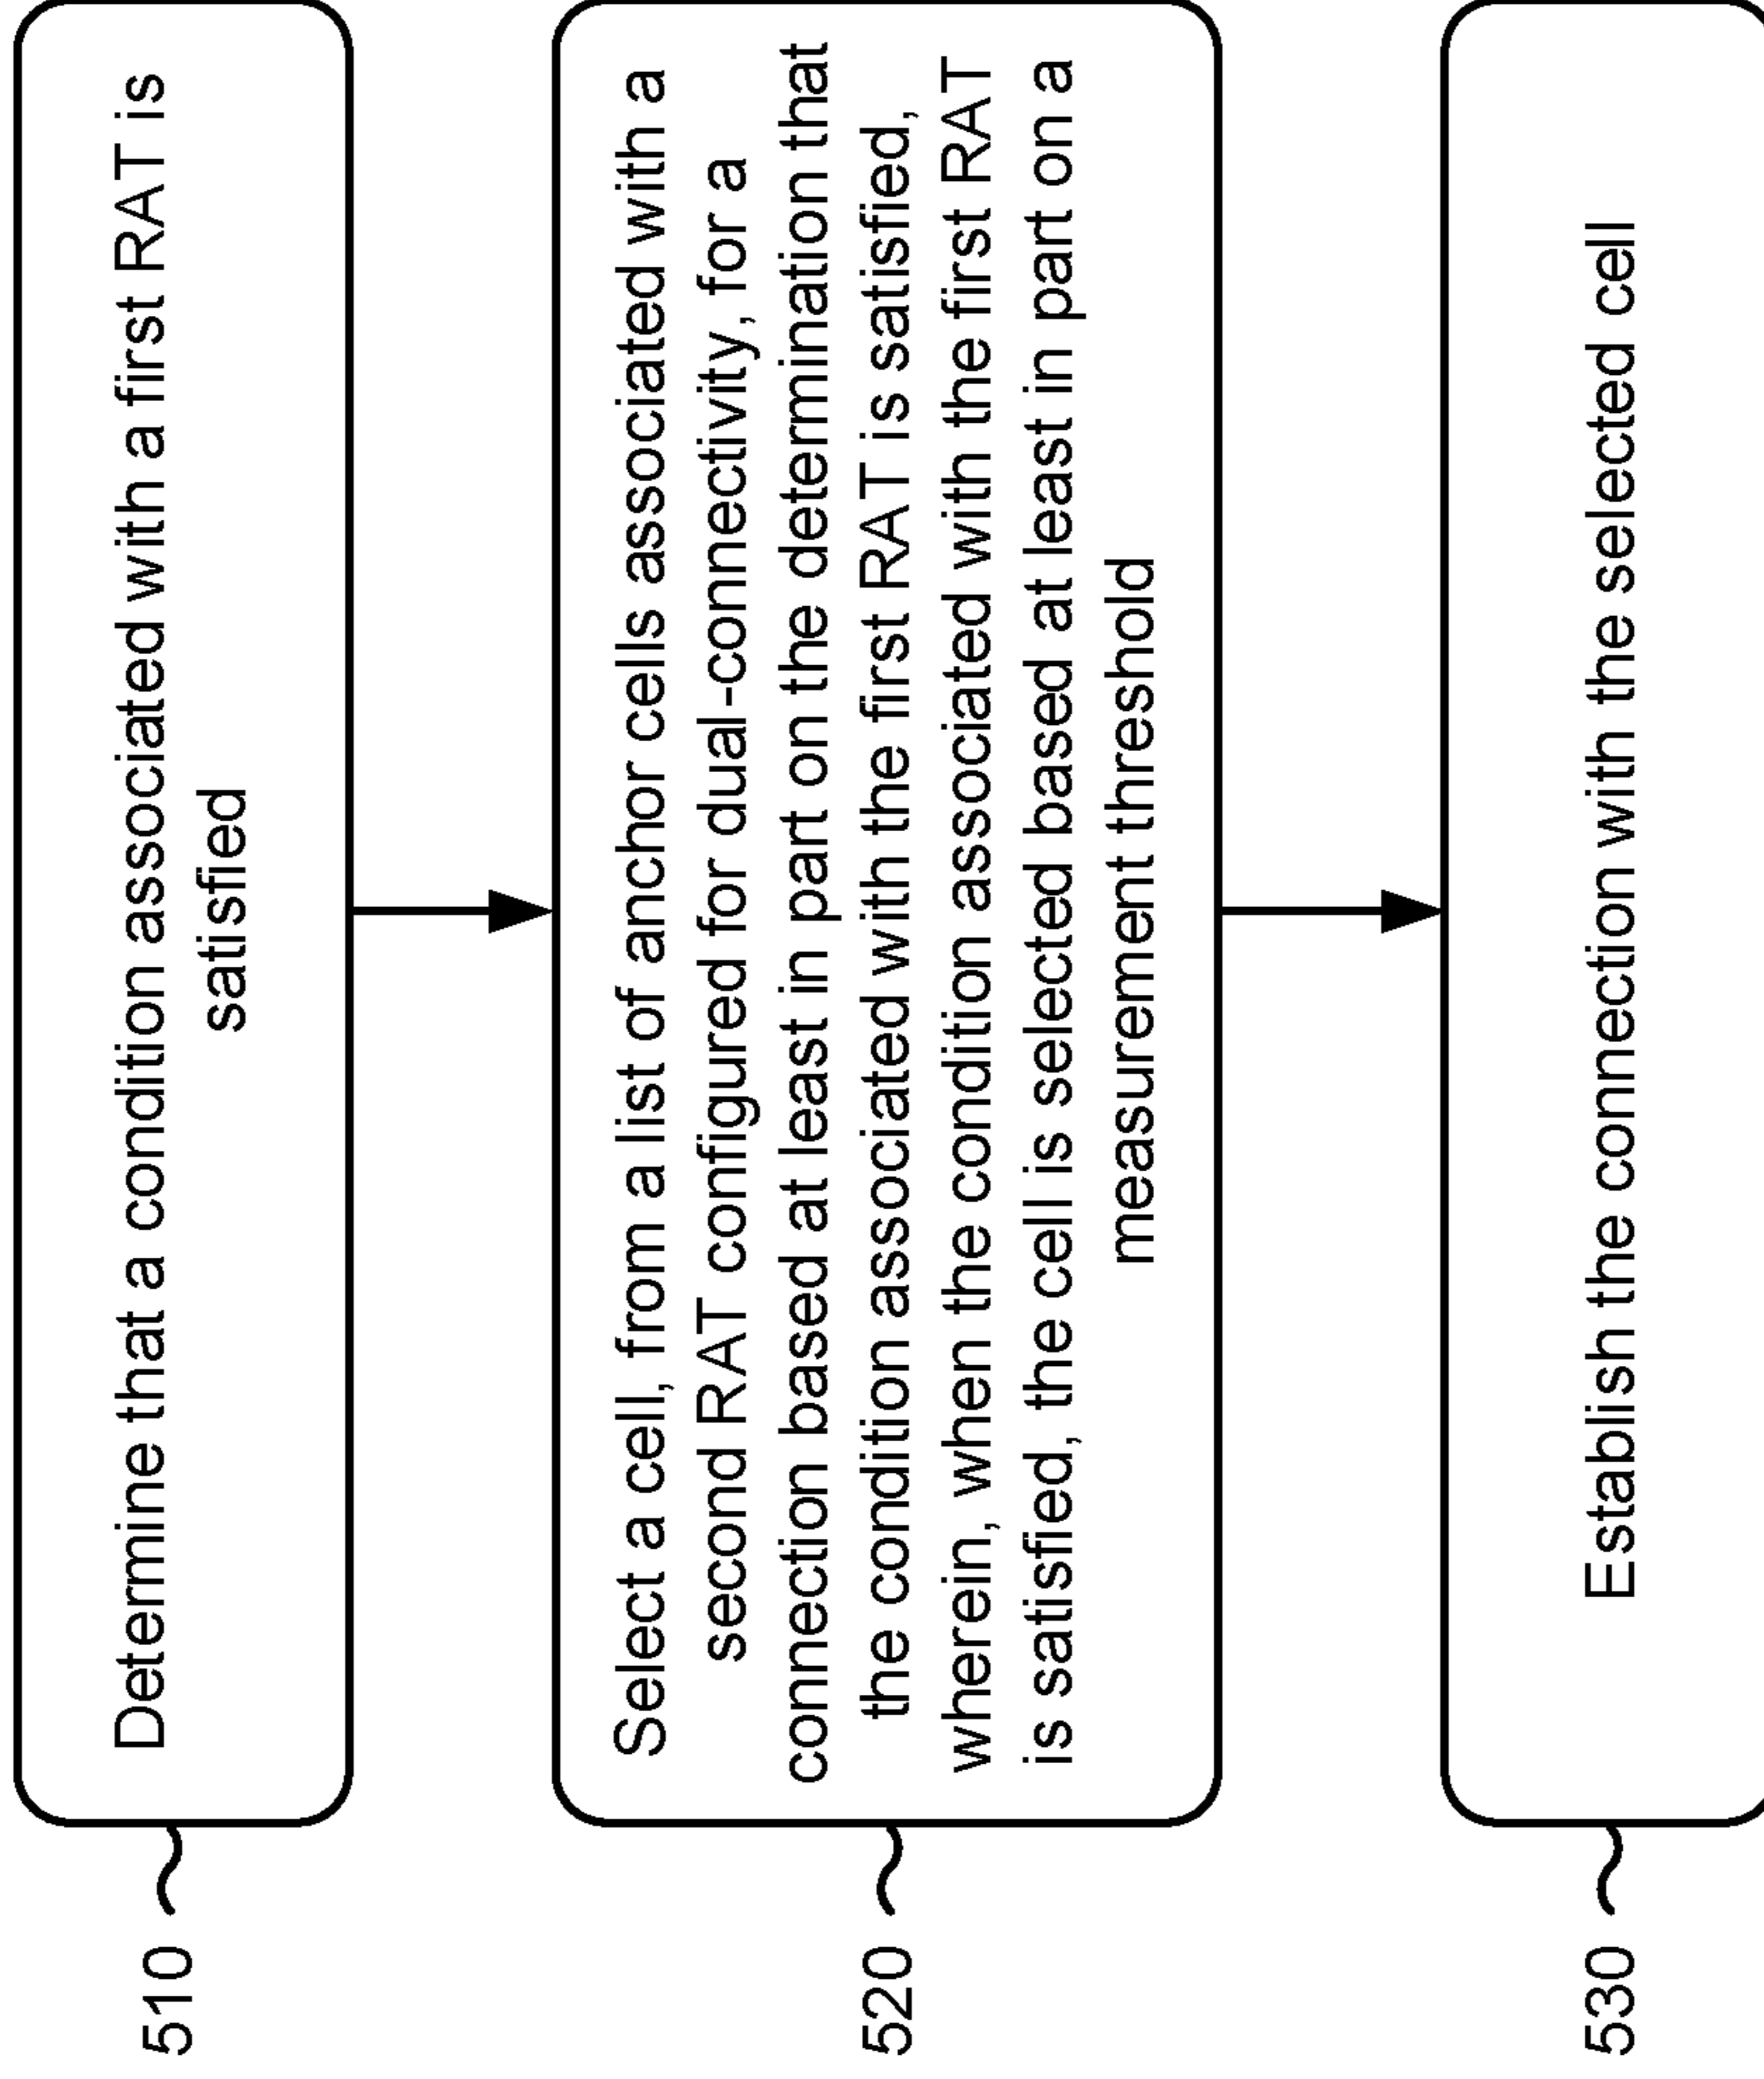 510
Determine that a condition associated with a first RAT is
satisfied
520
Select a cell, from a list of anchor cells associated with a
second RAT configured for dual-connectivity, for a
connection based at least in part on the determination that
the condition associated with the first RAT is satisfied,
wherein, when the condition associated with the first RAT
is satisfied, the cell is selected based at least in part on a
measurement threshold
530
Establish the connection with the selected cell